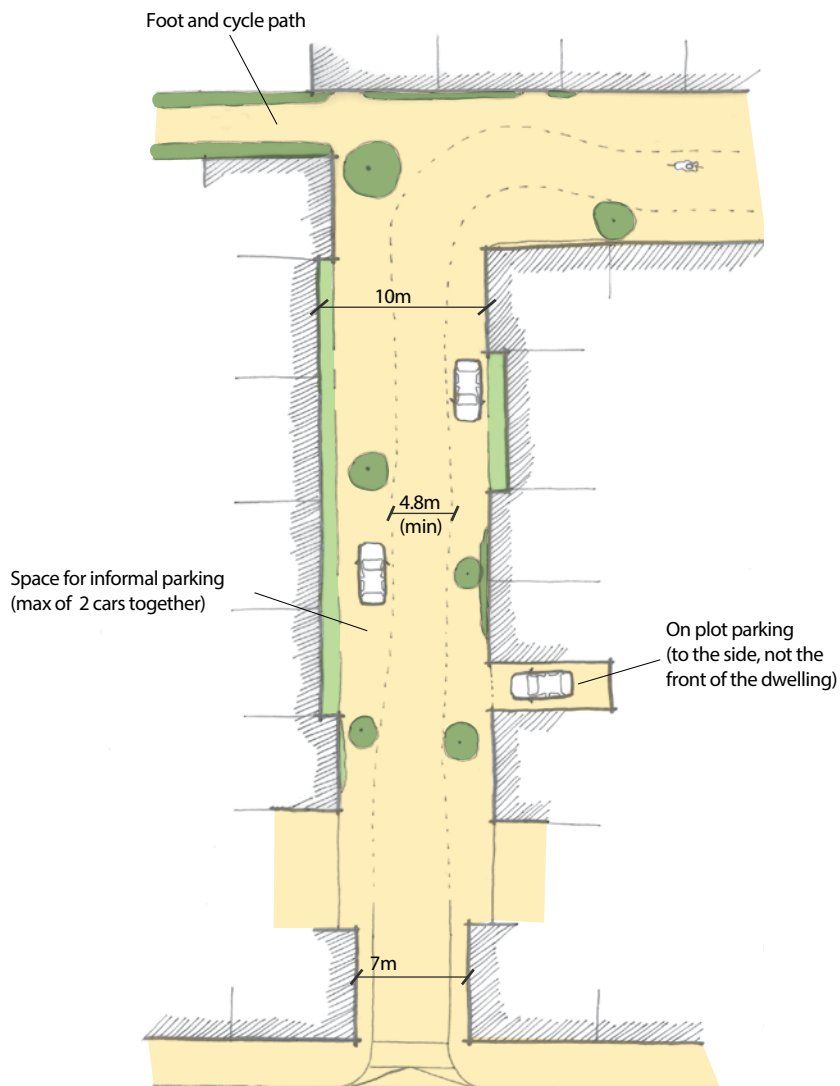 Foot and cycle path
10m
4.8m
(min)
Space for informal parking
(max of 2 cars together)
On plot parking
(to the side, not the
front of the dwelling)
7m